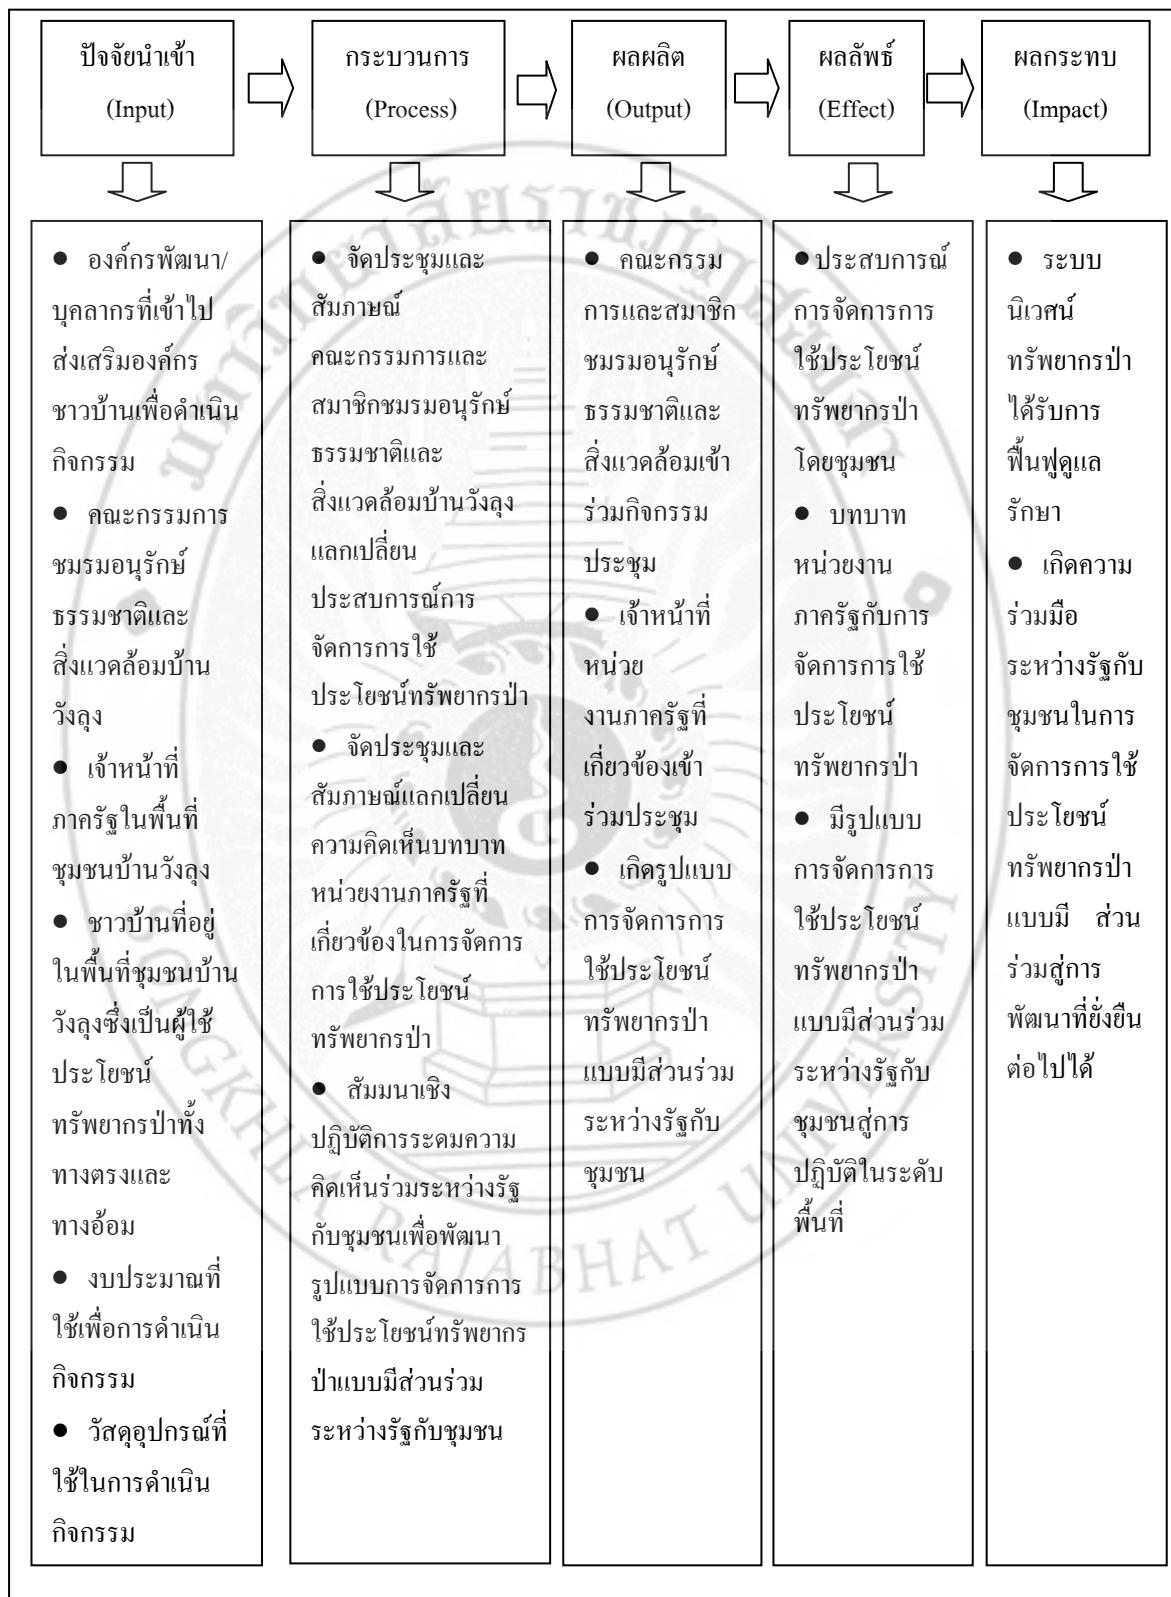 ปัจจัยนำเข้า
(Input)
กระบวนการ
(Process)
ผลผลิต
(Output)
ผลลัพธ์
(Effect)
ผลกระทบ
(Impact)
● องค์กรพัฒนา/
บุคลากรที่เข้าไป
ส่งเสริมองค์กร
ชาวบ้านเพื่อดำเนิน
กิจกรรม
● คณะกรรมการ
ชมรมอนุรักษ์
ธรรมชาติและ
สิ่งแวดล้อมบ้าน
วังลุง
● เจ้าหน้าที่
ภาครัฐในพื้นที่
ชุมชนบ้านวังลุง
● ชาวบ้านที่อยู่
ในพื้นที่ชุมชนบ้าน
วังลุงซึ่งเป็นผู้ใช้
ประโยชน์
ทรัพยากรป่าทั้ง
ทางตรงและ
ทางอ้อม
● งบประมาณที่
ใช้เพื่อการดำเนิน
กิจกรรม
● วัสดุอุปกรณ์ที่
ใช้ในการดำเนิน
กิจกรรม
● จัดประชุมและ
สัมภาษณ์
คณะกรรมการและ
สมาชิกชมรมอนุรักษ์
ธรรมชาติและ
สิ่งแวดล้อมบ้านวังลุง
แลกเปลี่ยน
ประสบการณ์การ
จัดการการใช้
ประโยชน์ทรัพยากรป่า
● จัดประชุมและ
สัมภาษณ์แลกเปลี่ยน
ความคิดเห็นบทบาท
หน่วยงานภาครัฐที่
เกี่ยวข้องในการจัดการ
การใช้ประโยชน์
ทรัพยากรป่า
● สัมมนาเชิง
ปฏิบัติการระดมความ
คิดเห็นร่วมระหว่างรัฐ
กับชุมชนเพื่อพัฒนา
รูปแบบการจัดการการ
ใช้ประโยชน์ทรัพยากร
ป่าแบบมีส่วนร่วม
ระหว่างรัฐกับชุมชน
● คณะกรรม
การและสมาชิก
ชมรมอนุรักษ์
ธรรมชาติและ
สิ่งแวดล้อมเข้า
ร่วมกิจกรรม
ประชุม
● เจ้าหน้าที่
หน่วย
งานภาครัฐที่
เกี่ยวข้องเข้า
ร่วมประชุม
● เกิดรูปแบบ
การจัดการการ
ใช้ประโยชน์
ทรัพยากรป่า
แบบมีส่วนร่วม
ระหว่างรัฐกับ
ชุมชน
●ประสบการณ์
การจัดการการ
ใช้ประโยชน์
ทรัพยากรป่า
โดยชุมชน
● บทบาท
หน่วยงาน
ภาครัฐกับการ
จัดการการใช้
ประโยชน์
ทรัพยากรป่า
● มีรูปแบบ
การจัดการการ
ใช้ประโยชน์
ทรัพยากรป่า
แบบมีส่วนร่วม
ระหว่างรัฐกับ
ชุมชนสู่การ
ปฏิบัติในระดับ
พื้นที่
● ระบบ
นิเวศน์
ทรัพยากรป่า
ได้รับการ
ฟื้นฟูดูแล
รักษา
● เกิดความ
ร่วมมือ
ระหว่างรัฐกับ
ชุมชนในการ
จัดการการใช้
ประโยชน์
ทรัพยากรป่า
แบบมี ส่วน
ร่วมสู่การ
พัฒนาที่ยั่งยืน
ต่อไปได้
มหาวิทยาลัยราชภัฏสงขลา
SONGKHLA RAJABHAT UNIVERSITY